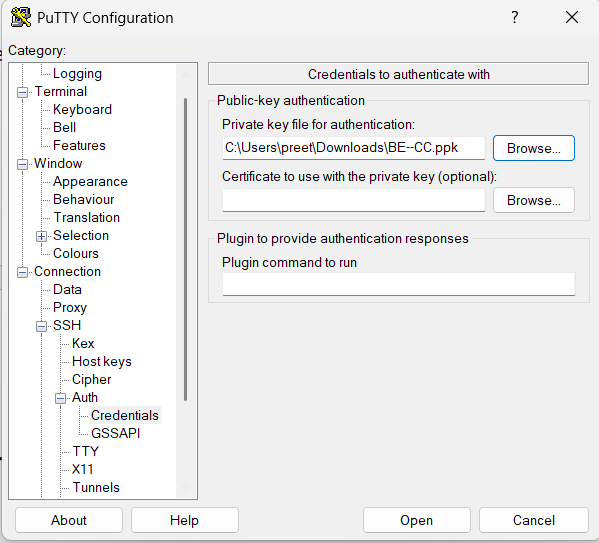 PuTTY Configuration
?
Category:
Logging
Terminal
Keyboard
Bell
Features
Window
Appearance
Behaviour
Translation
Selection
Colours
Connection
Data
Proxy
SSH
Kex
Host keys
Cipher
Auth
Credentials
GSSAPI
TTY
X11
Tunnels
Credentials to authenticate with
Public-key authentication
Private key file for authentication:
C:\Users\preet\Downloads\BE--CC.ppk
Browse...
Certificate to use with the private key (optional):
Browse...
Plugin to provide authentication responses
Plugin command to run
About
Help
Open
Cancel